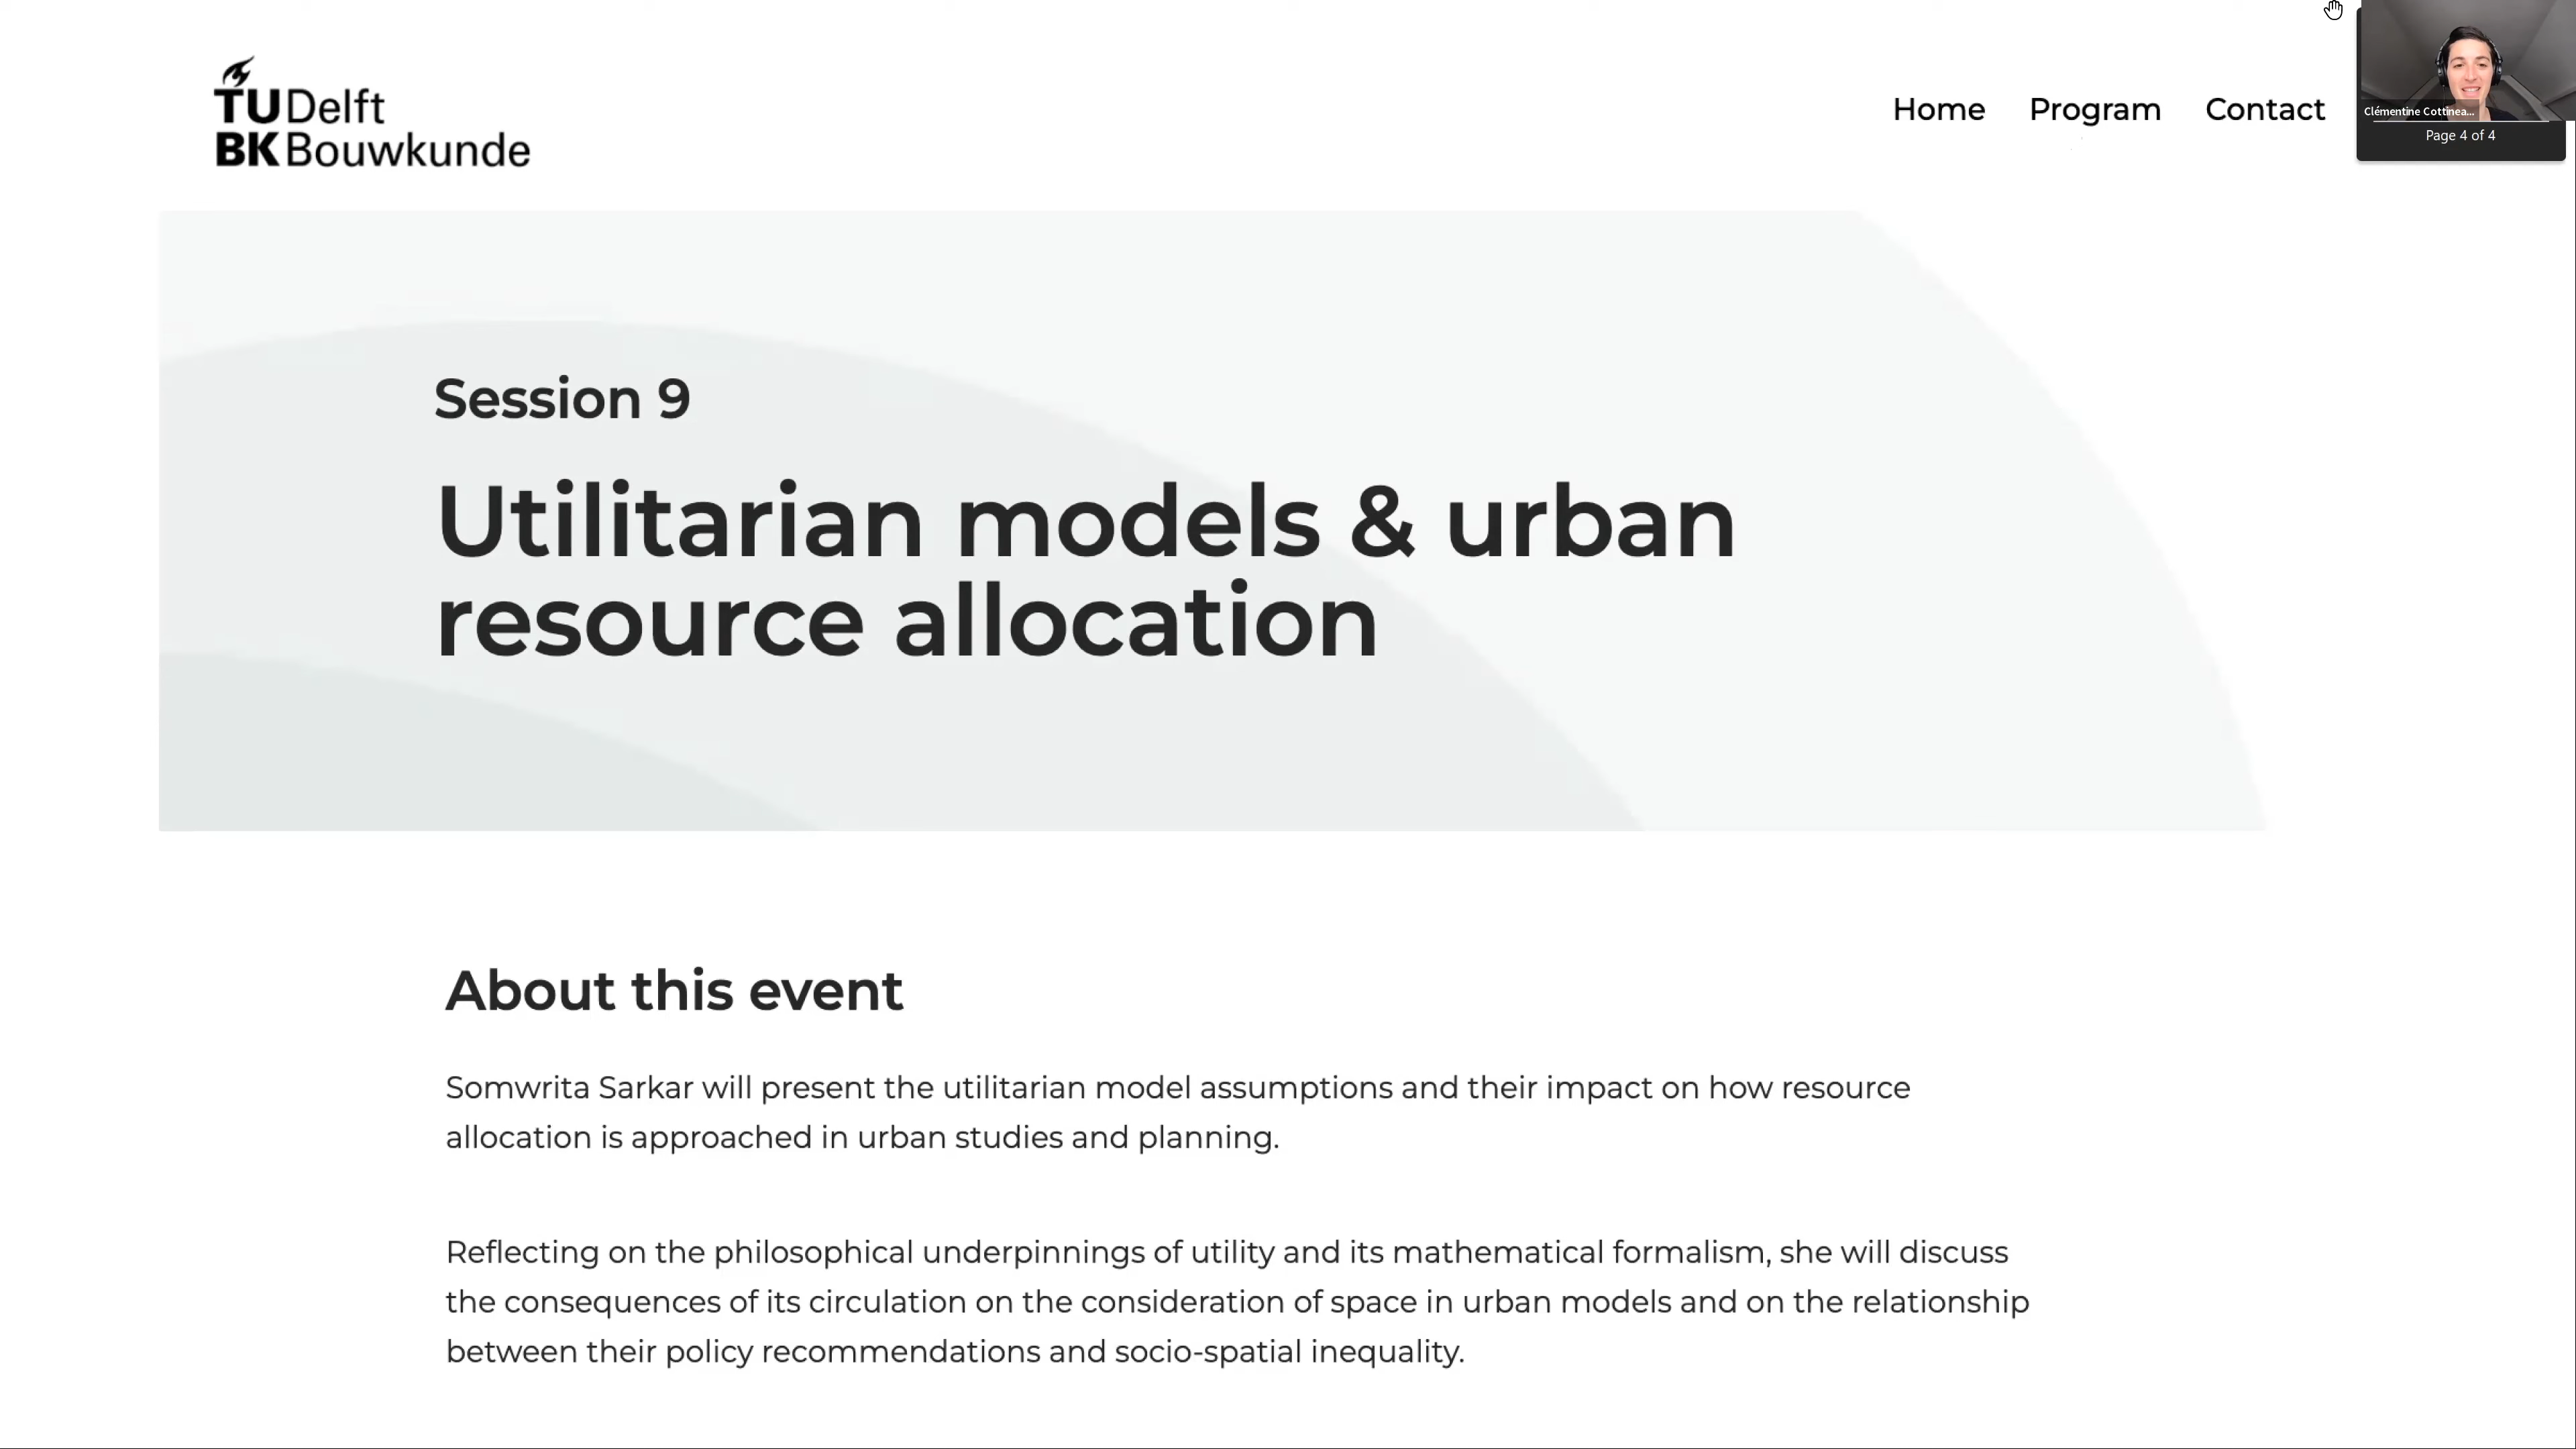 TUDelft
BK Bouwkunde
Home Program Contact
Clémentine Cottinea...
Page 4 of 4
Session 9
Utilitarian models & urban
resource allocation
About this event
Somwrita Sarkar will present the utilitarian model assumptions and their impact on how resource
allocation is approached in urban studies and planning.
Reflecting on the philosophical underpinnings of utility and its mathematical formalism, she will discuss
the consequences of its circulation on the consideration of space in urban models and on the relationship
between their policy recommendations and socio-spatial inequality.